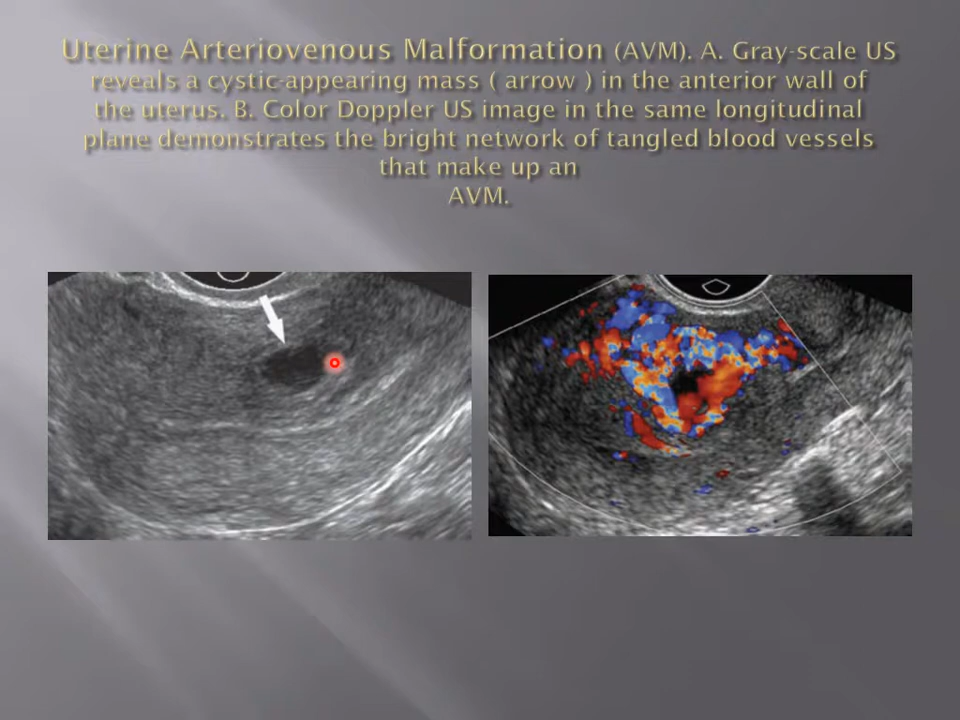 Uterine Arteriovenous Malformation (AVM). A. Gray-scale US
reveals a cystic-appearing mass ( arrow ) in the anterior wall of
the uterus. B. Color Doppler US image in the same longitudinal
plane demonstrates the bright network of tangled blood vessels
that make up an
AVM.